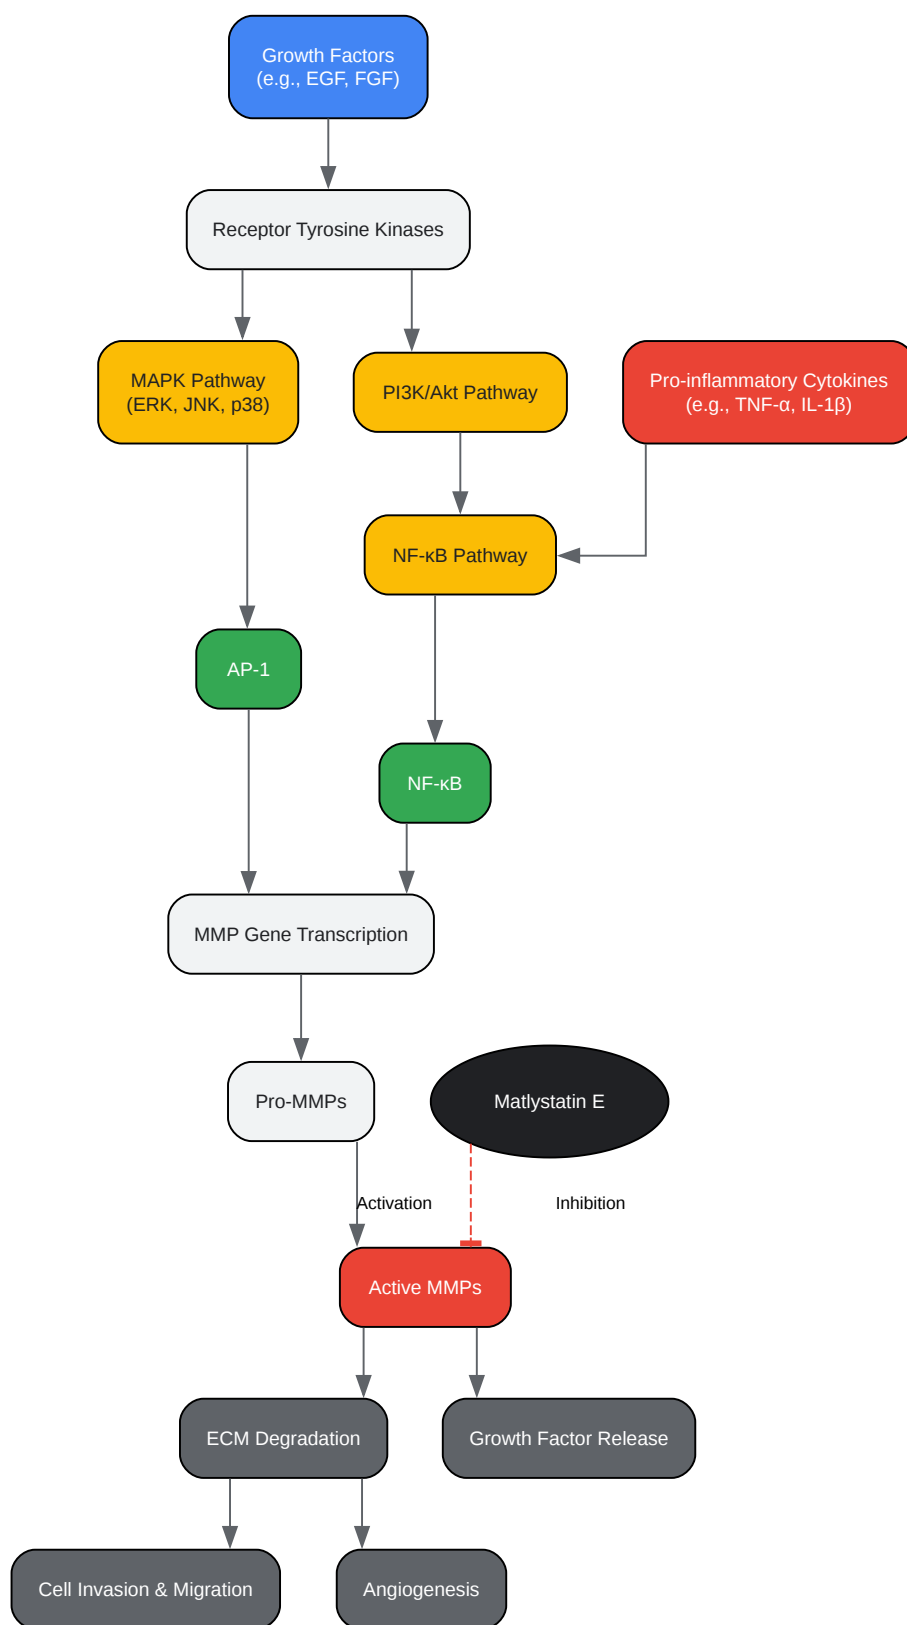 Growth Factors
(e.g., EGF, FGF)
Receptor Tyrosine Kinases
MAPK Pathway
(ERK, JNK, p38)
PI3K/Akt Pathway
Pro-inflammatory Cytokines
(e.g., TNF-α, IL-1β)
NF-κB Pathway
AP-1
NF-κB
MMP Gene Transcription
Pro-MMPs
Matlystatin E
Activation
Inhibition
Active MMPs
ECM Degradation
Growth Factor Release
Cell Invasion & Migration
Angiogenesis